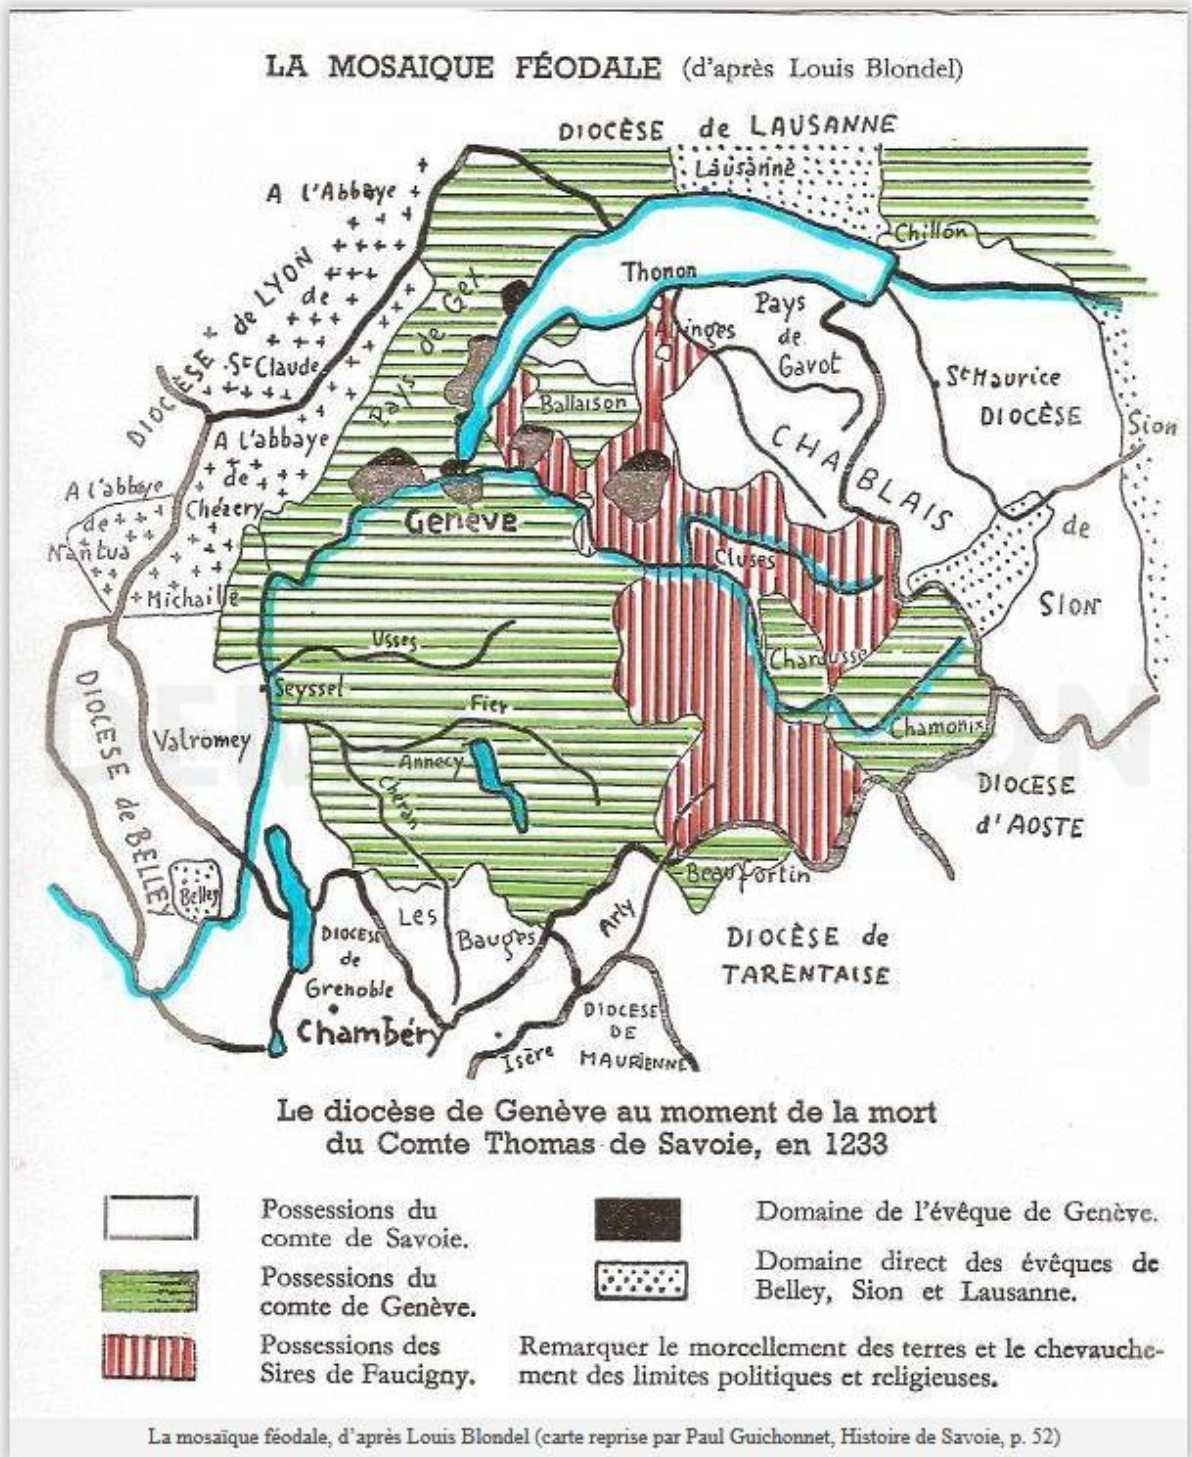 LA MOSAIQUE FÉODALE (d'après Louis Blondel)
DIOCÈSE de LAUSANNE
Lausanne
A l'Abbaye
Chillon
DIOCÈSE de LYON
de
St Claude
Pays de Gex
Thonon
Allinges
Pays
de
Gavot
St Maurice
DIOCÈSE
Sion
Ballaison
CHABLAIS
A l'abbaye
de
Chézery
A l'abbaye
de
Nantua
Genève
de
Cluses
Michaille
SION
Usses
Seyssel
Fier
Chamonix
DIOCESE de BELLEY
Valromey
Annecy
Chéran
DIOCESE
d'AOSTE
Belley
Beaufortin
Les
Bauges
Arly
DIOCÈSE de
TARENTAISE
DIOCESE
de
Grenoble
Chambéry
DIOCESE
DE
MAURIENNE
Isère
Le diocèse de Genève au moment de la mort
du Comte Thomas de Savoie, en 1233
Possessions du
comte de Savoie.
Possessions du
comte de Genève.
Possessions des
Sires de Faucigny.
Domaine de l'évêque de Genève.
Domaine direct des évêques de
Belley, Sion et Lausanne.
Remarquer le morcellement des terres et le chevauche-
ment des limites politiques et religieuses.
La mosaïque féodale, d'après Louis Blondel (carte reprise par Paul Guichonnet, Histoire de Savoie, p. 52)